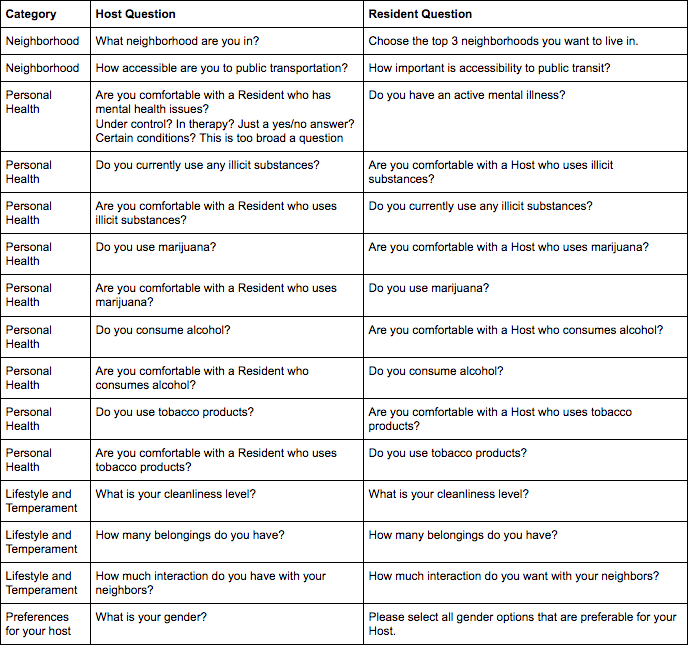 Category Host Question Resident Question
Neighborhood What neighborhood are you in? Choose the top 3 neighborhoods you want to live in.
Neighborhood How accessible are you to public transportation? How important is accessibility to public transit?
Personal Health
Are you comfortable with a Resident who has
mental health issues?
Under control? In therapy? Just a yes/no answer?
Certain conditions? This is too broad a question
Do you have an active mental illness?
Personal
Health
Do you currently use any illicit substances?
Are you comfortable with a Host who uses illicit
substances?
Personal
Health
Are you comfortable with a Resident who uses
illicit substances?
Do you currently use any illicit substances?
Personal
Health
Do you use marijuana?
Are you comfortable with a Host who uses marijuana?
Personal
Health
Are you comfortable with a Resident who uses
marijuana?
Do you use marijuana?
Personal
Health
Do you consume alcohol?
Are you comfortable with a Host who consumes alcohol?
Personal
Health
Are you comfortable with a Resident who
consumes alcohol?
Do you consume alcohol?
Personal
Health
Do you use tobacco products?
Are you comfortable with a Host who uses tobacco
products?
Personal
Health
Are you comfortable with a Resident who uses
tobacco products?
Do you use tobacco products?
Lifestyle and
Temperament
What is your cleanliness level?
What is your cleanliness level?
Lifestyle and
Temperament
How many belongings do you have?
How many belongings do you have?
Lifestyle and
Temperament
How much interaction do you have with your
neighbors?
How much interaction do you want with your neighbors?
Preferences
for your host
What is your gender?
Please select all gender options that are preferable for your
Host.